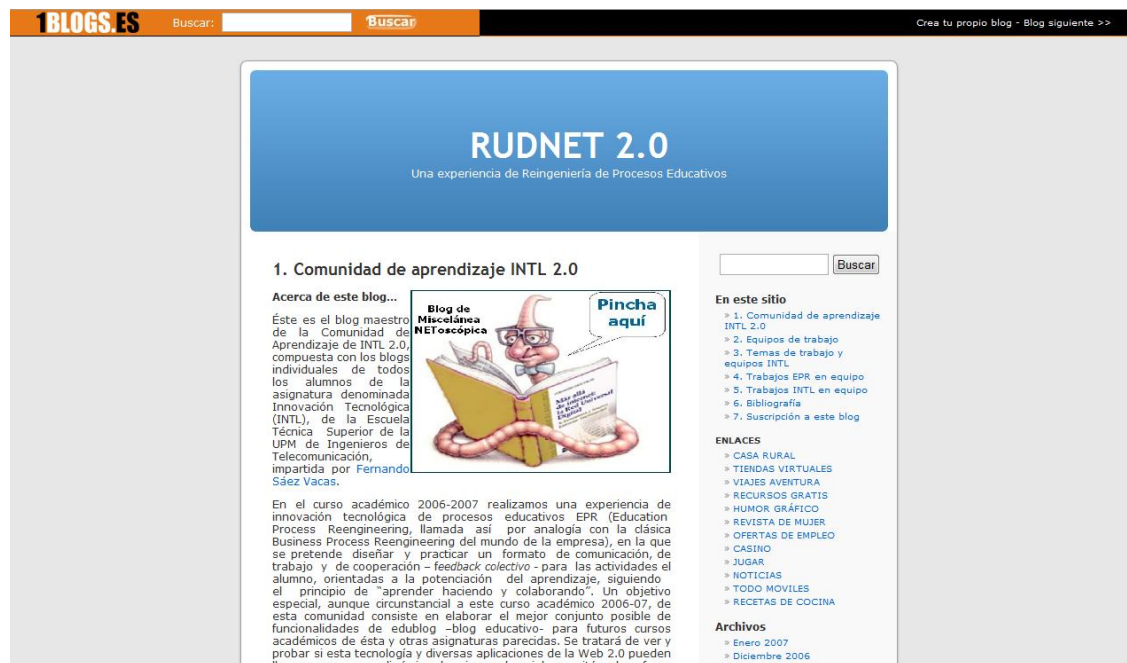 1BLOGS.ES Buscar: Buscar Crea tu propio blog - Blog siguiente >>
RUDNET 2.0
Una experiencia de Reingeniería de Procesos Educativos
1. Comunidad de aprendizaje INTL 2.0
Acerca de este blog...
Éste es el blog maestro
de la Comunidad de
Aprendizaje de INTL 2.0,
compuesta con los blogs
individuales de todos
los alumnos de la
asignatura denominada
Innovación Tecnológica
(INTL), de la Escuela
Técnica Superior de la
UPM de Ingenieros de
Telecomunicación,
impartida por Fernando
Sáez Vacas.
Blog de
Miscelánea
NEToscópica
Pincha
aquí
Más allá
de Internet:
la Red Universal
Digital
En el curso académico 2006-2007 realizamos una experiencia de
innovación tecnológica de procesos educativos EPR (Education
Process Reengineering, llamada así por analogía con la clásica
Business Process Reengineering del mundo de la empresa), en la que
se pretende diseñar y practicar un formato de comunicación, de
trabajo y de cooperación – feedback colectivo - para las actividades el
alumno, orientadas a la potenciación del aprendizaje, siguiendo
el principio de “aprender haciendo y colaborando”. Un objetivo
especial, aunque circunstancial a este curso académico 2006-07, de
esta comunidad consiste en elaborar el mejor conjunto posible de
funcionalidades de edublog –blog educativo- para futuros cursos
académicos de ésta y otras asignaturas parecidas. Se tratará de ver y
probar si esta tecnología y diversas aplicaciones de la Web 2.0 pueden
Buscar
En este sitio
» 1. Comunidad de aprendizaje
INTL 2.0
» 2. Equipos de trabajo
» 3. Temas de trabajo y
equipos INTL
» 4. Trabajos EPR en equipo
» 5. Trabajos INTL en equipo
» 6. Bibliografía
» 7. Suscripción a este blog
ENLACES
» CASA RURAL
» TIENDAS VIRTUALES
» VIAJES AVENTURA
» RECURSOS GRATIS
» HUMOR GRÁFICO
» REVISTA DE MUJER
» OFERTAS DE EMPLEO
» CASINO
» JUGAR
» NOTICIAS
» TODO MOVILES
» RECETAS DE COCINA
Archivos
» Enero 2007
» Diciembre 2006